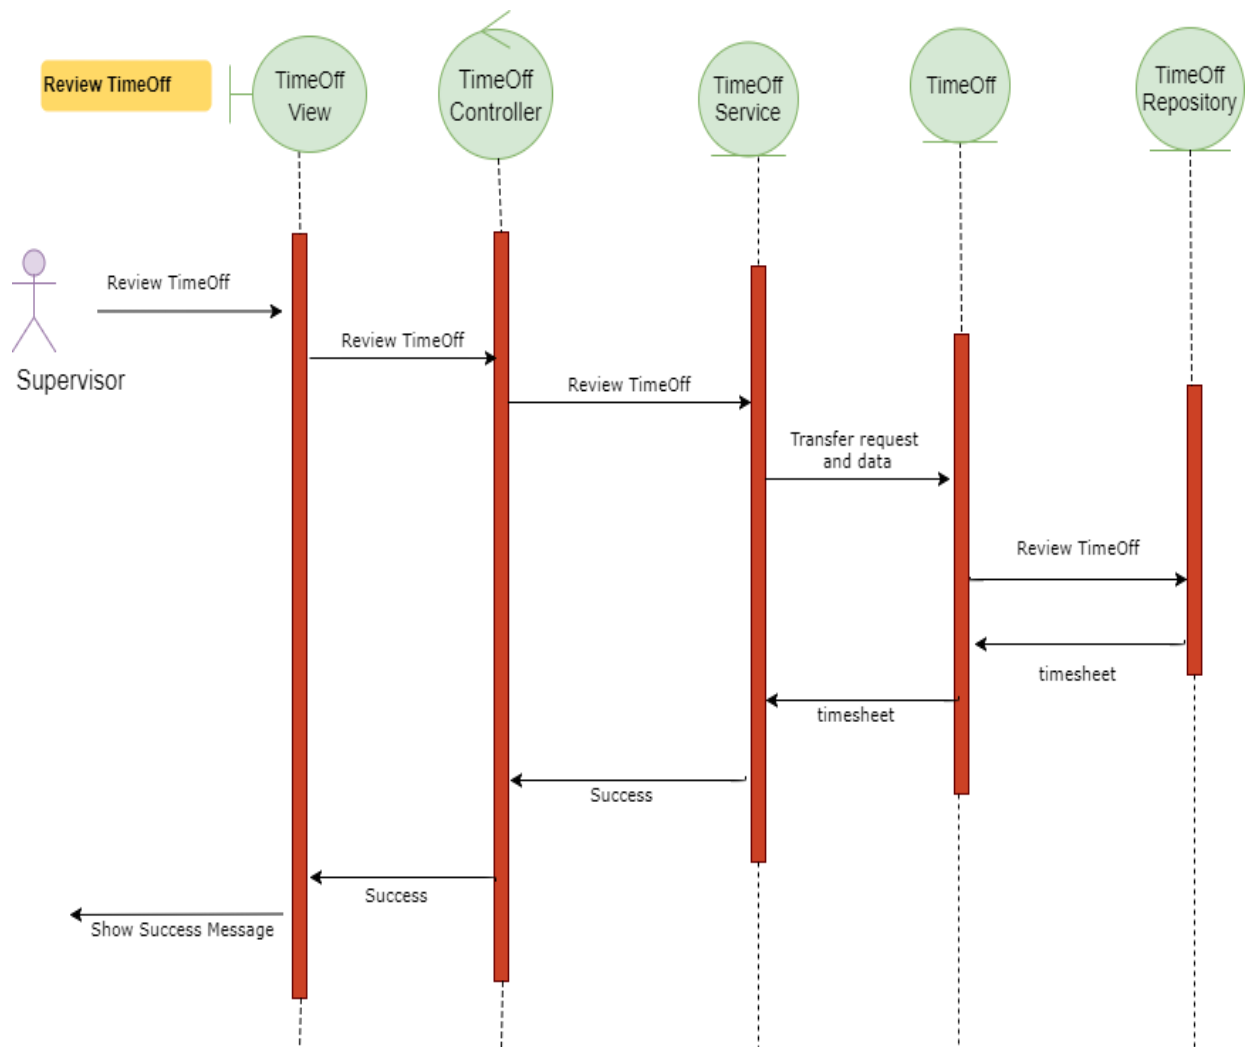 Review TimeOff
TimeOff
View
TimeOff
Controller
TimeOff
Service
TimeOff
TimeOff
Repository
Review TimeOff
Supervisor
Review TimeOff
Review TimeOff
Transfer request
and data
Review TimeOff
timesheet
timesheet
Success
Success
Show Success Message